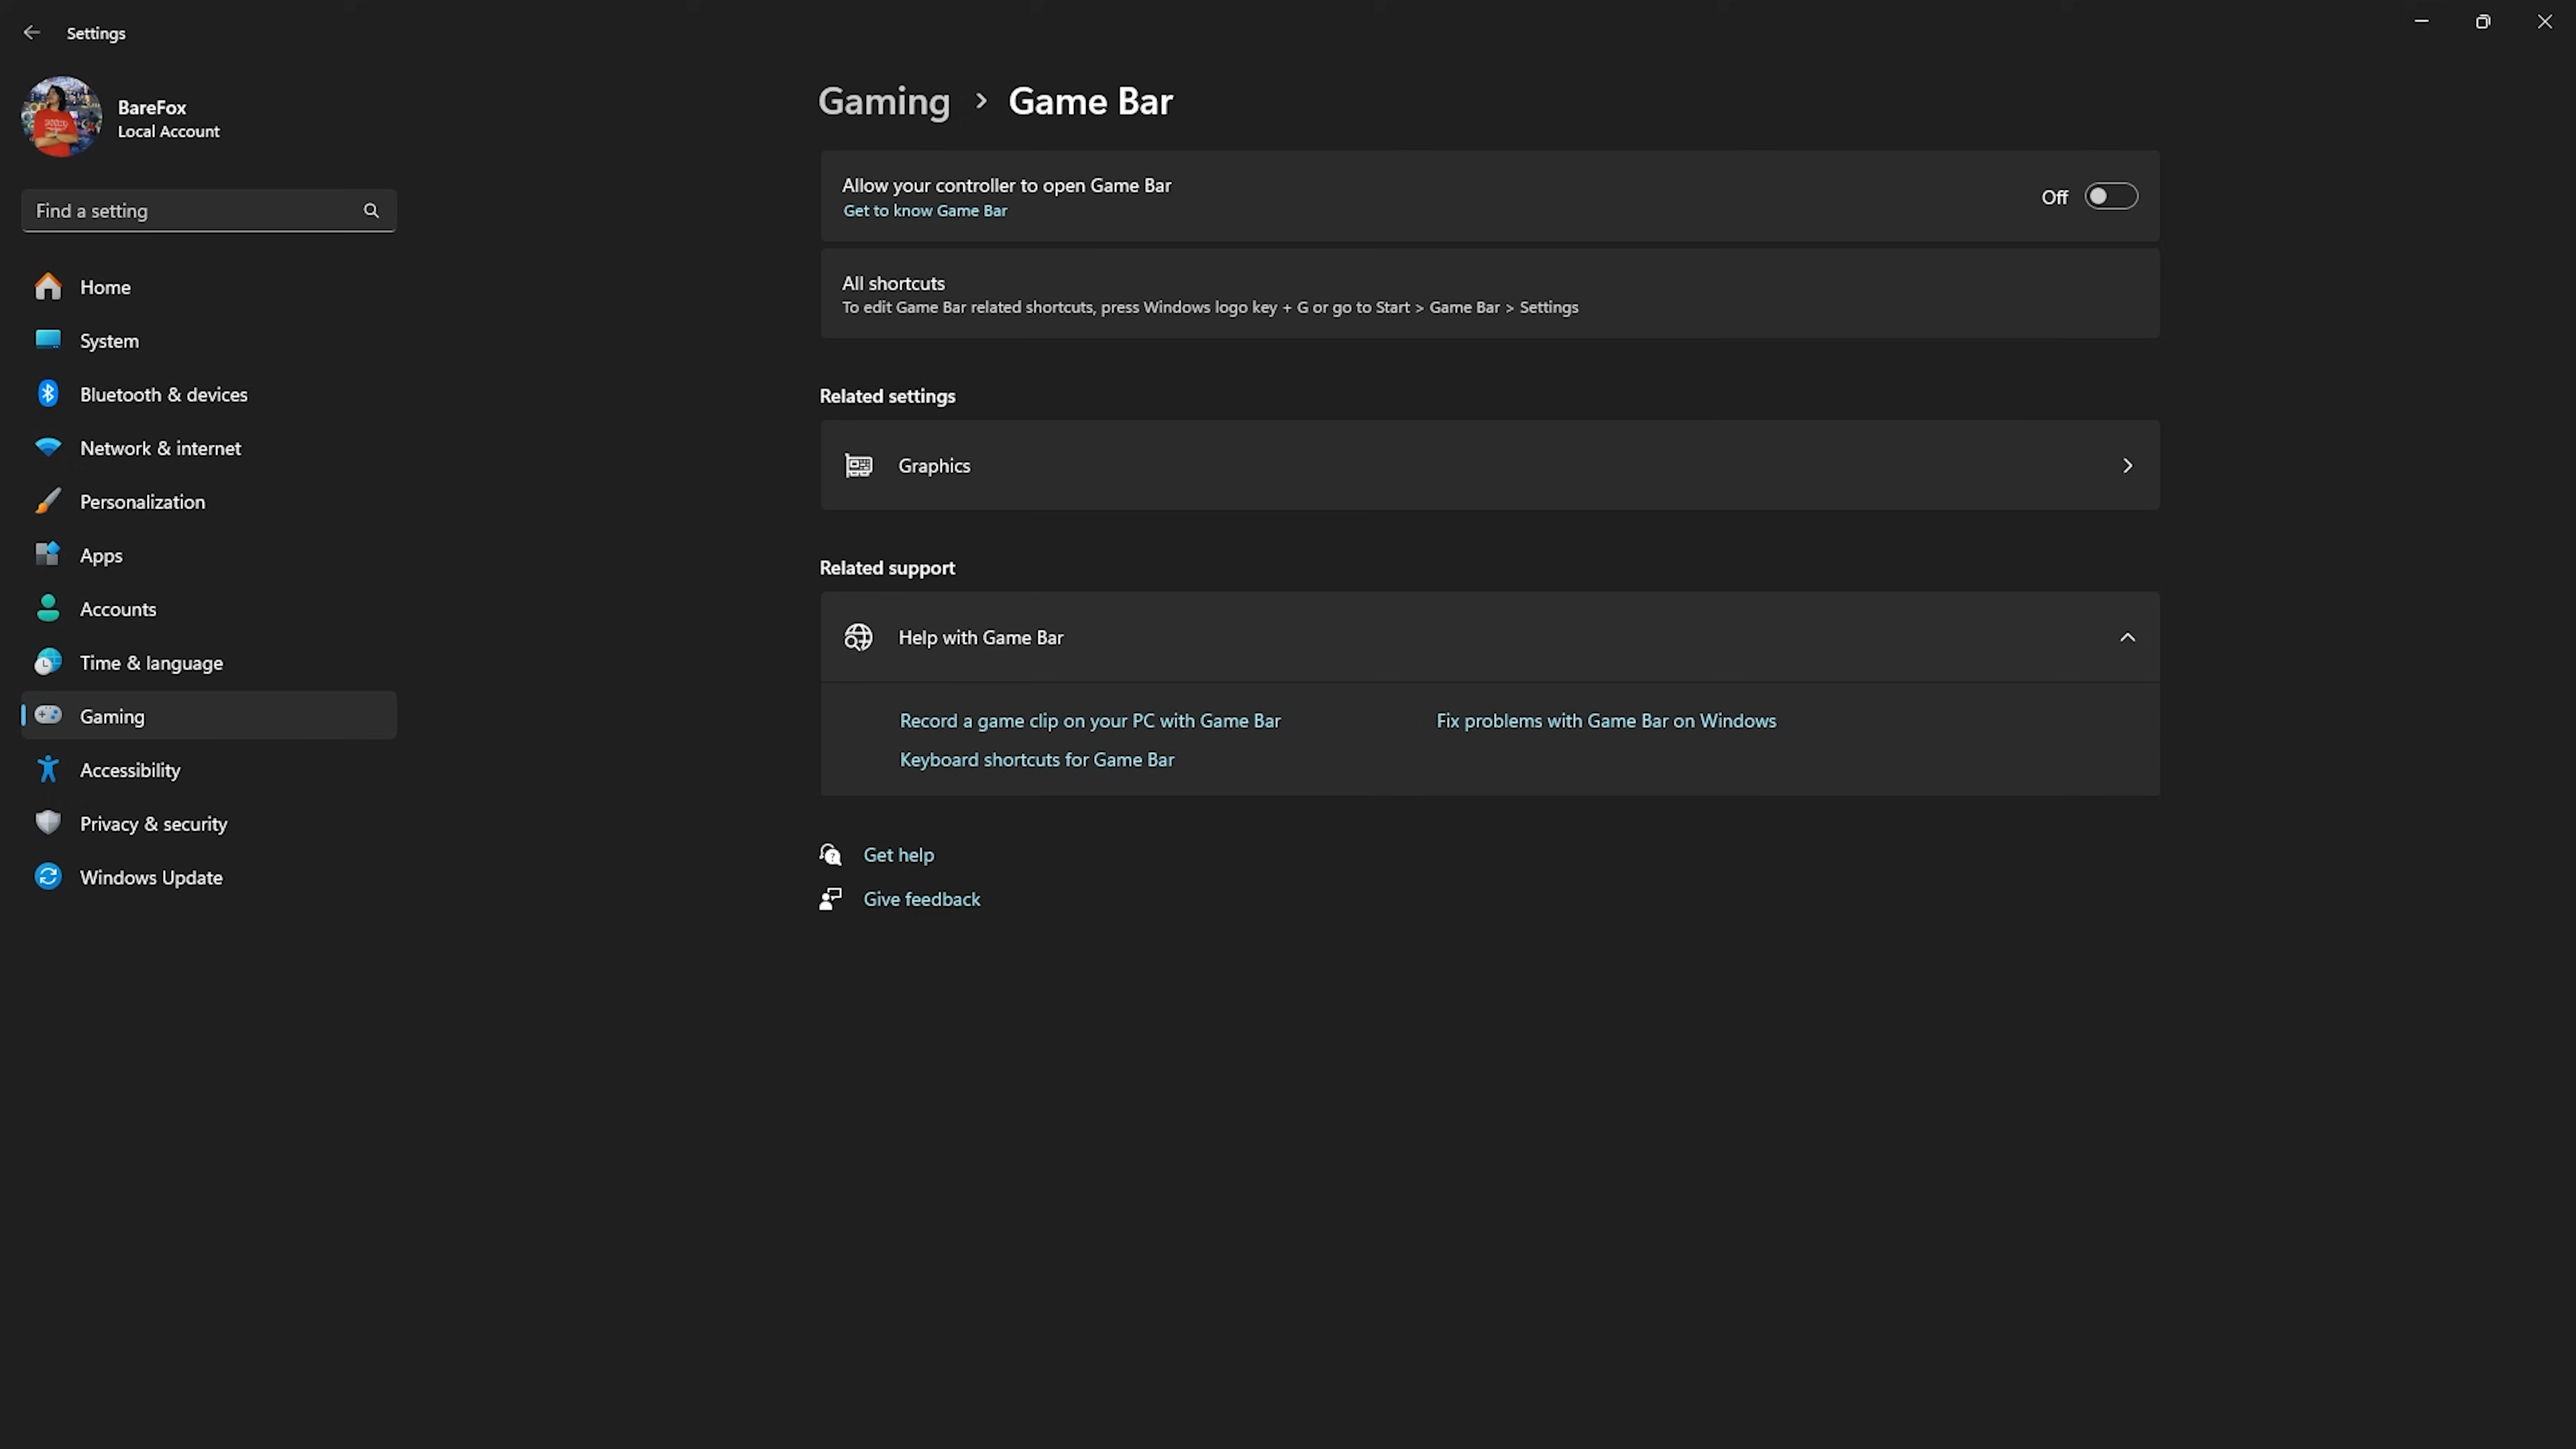 Settings
BareFox
Local Account
Find a setting
Home
System
Bluetooth & devices
Network & internet
Personalization
Apps
Accounts
Time & language
Gaming
Accessibility
Privacy & security
Windows Update
Gaming > Game Bar
Allow your controller to open Game Bar
Get to know Game Bar
Off
All shortcuts
To edit Game Bar related shortcuts, press Windows logo key + G or go to Start > Game Bar > Settings
Related settings
Graphics
Related support
Help with Game Bar
Record a game clip on your PC with Game Bar
Fix problems with Game Bar on Windows
Keyboard shortcuts for Game Bar
Get help
Give feedback